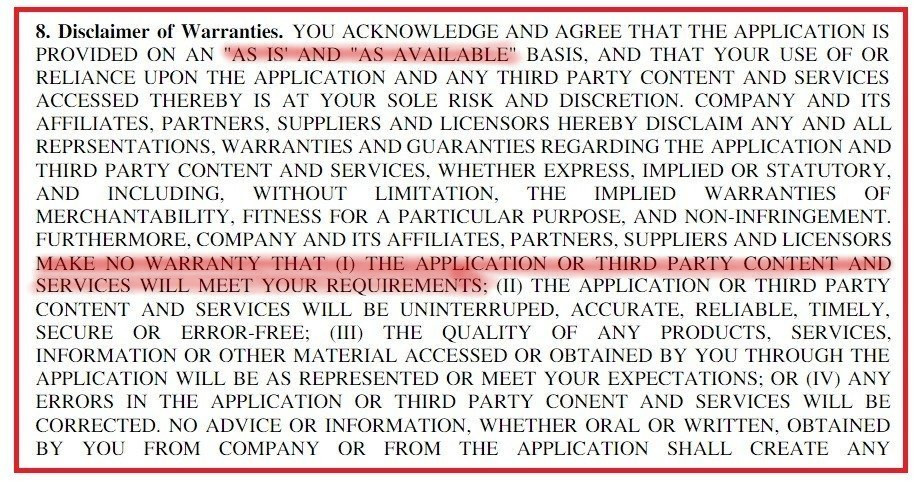 8. Disclaimer of Warranties. YOU ACKNOWLEDGE AND AGREE THAT THE APPLICATION IS
PROVIDED ON AN "AS IS' AND "AS AVAILABLE" BASIS, AND THAT YOUR USE OF OR
RELIANCE UPON THE APPLICATION AND ANY THIRD PARTY CONTENT AND SERVICES
ACCESSED THEREBY IS AT YOUR SOLE RISK AND DISCRETION. COMPANY AND ITS
AFFILIATES, PARTNERS, SUPPLIERS AND LICENSORS HEREBY DISCLAIM ANY AND ALL
REPRSENTATIONS, WARRANTIES AND GUARANTIES REGARDING THE APPLICATION AND
THIRD PARTY CONTENT AND SERVICES, WHETHER EXPRESS, IMPLIED OR STATUTORY,
AND INCLUDING, WITHOUT LIMITATION, THE IMPLIED WARRANTIES OF
MERCHANTABILITY, FITNESS FOR A PARTICULAR PURPOSE, AND NON-INFRINGEMENT.
FURTHERMORE, COMPANY AND ITS AFFILIATES, PARTNERS, SUPPLIERS AND LICENSORS
MAKE NO WARRANTY THAT (I) THE APPLICATION OR THIRD PARTY CONTENT AND
SERVICES WILL MEET YOUR REQUIREMENTS; (II) THE APPLICATION OR THIRD PARTY
CONTENT AND SERVICES WILL BE UNINTERRUPED, ACCURATE, RELIABLE, TIMELY,
SECURE OR ERROR-FREE; (III) THE QUALITY OF ANY PRODUCTS, SERVICES,
INFORMATION OR OTHER MATERIAL ACCESSED OR OBTAINED BY YOU THROUGH THE
APPLICATION WILL BE AS REPRESENTED OR MEET YOUR EXPECTATIONS; OR (IV) ANY
ERRORS IN THE APPLICATION OR THIRD PARTY CONENT AND SERVICES WILL BE
CORRECTED. NO ADVICE OR INFORMATION, WHETHER ORAL OR WRITTEN, OBTAINED
BY YOU FROM COMPANY OR FROM THE APPLICATION SHALL CREATE ANY